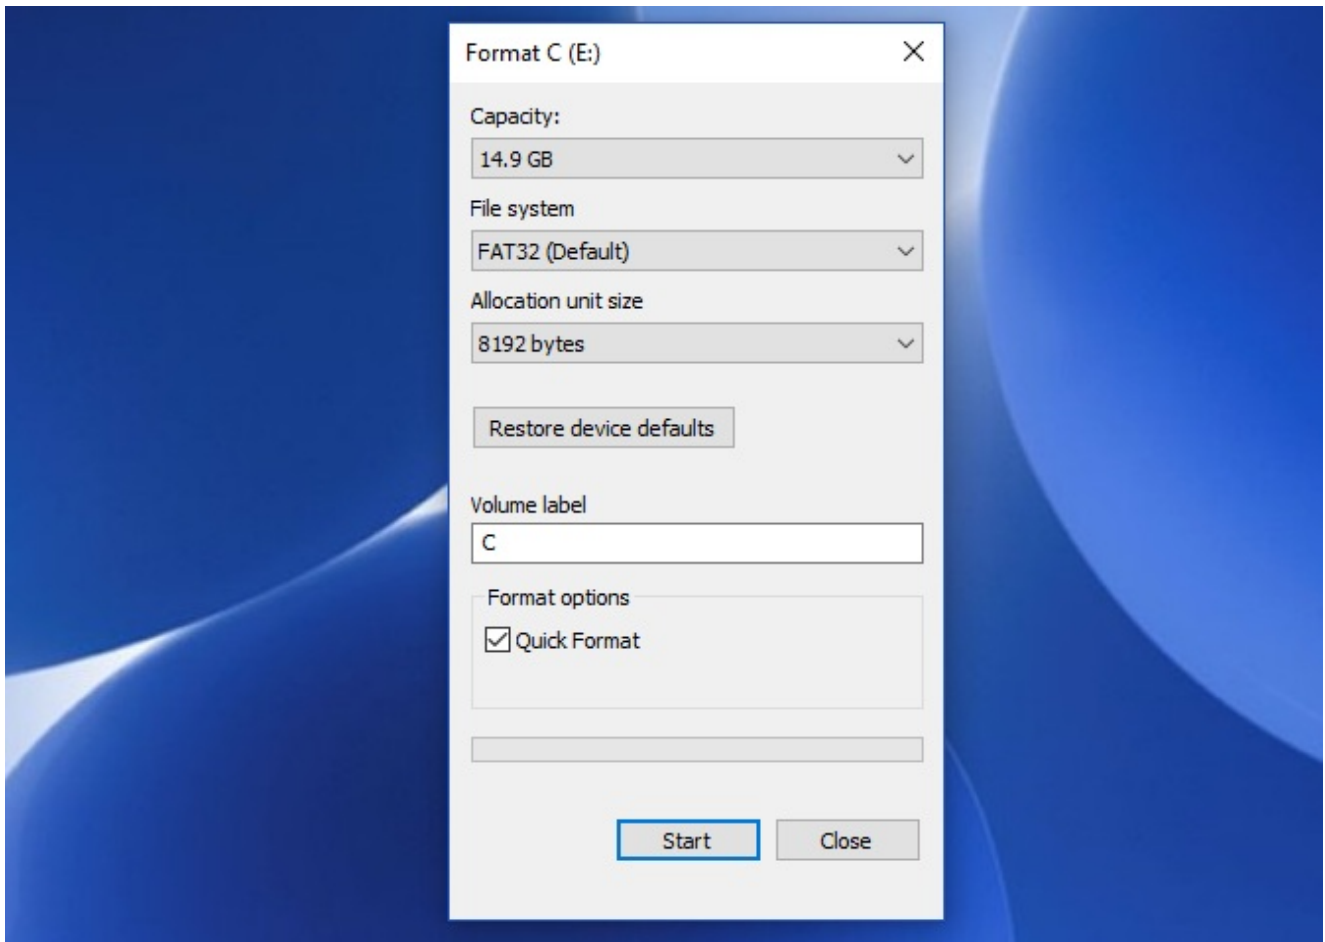 Format C (E:)
Capacity:
14.9 GB
File system
FAT32 (Default)
Allocation unit size
8192 bytes
Restore device defaults
Volume label
C
Format options
Quick Format
Start
Close